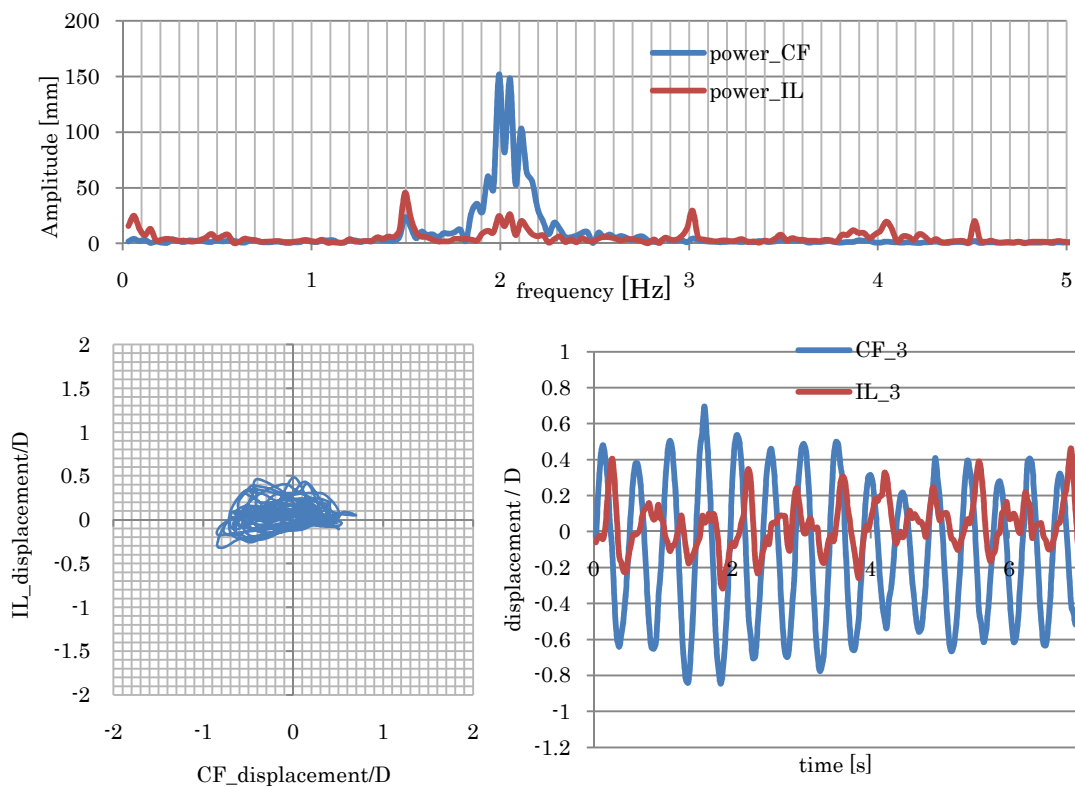 200
150
100
50
0
Amplitude [mm]
power_CF
power_IL
0 1 2 3 4 5
frequency [Hz]
2
1.5
1
0.5
0
-0.5
-1
-1.5
-2
IL_displacement/D
-2 -1 0 1 2
CF_displacement/D
1
0.8
0.6
0.4
0.2
0
-0.2
-0.4
-0.6
-0.8
-1
-1.2
displacement / D
CF_3
IL_3
0 2 4 6
time [s]